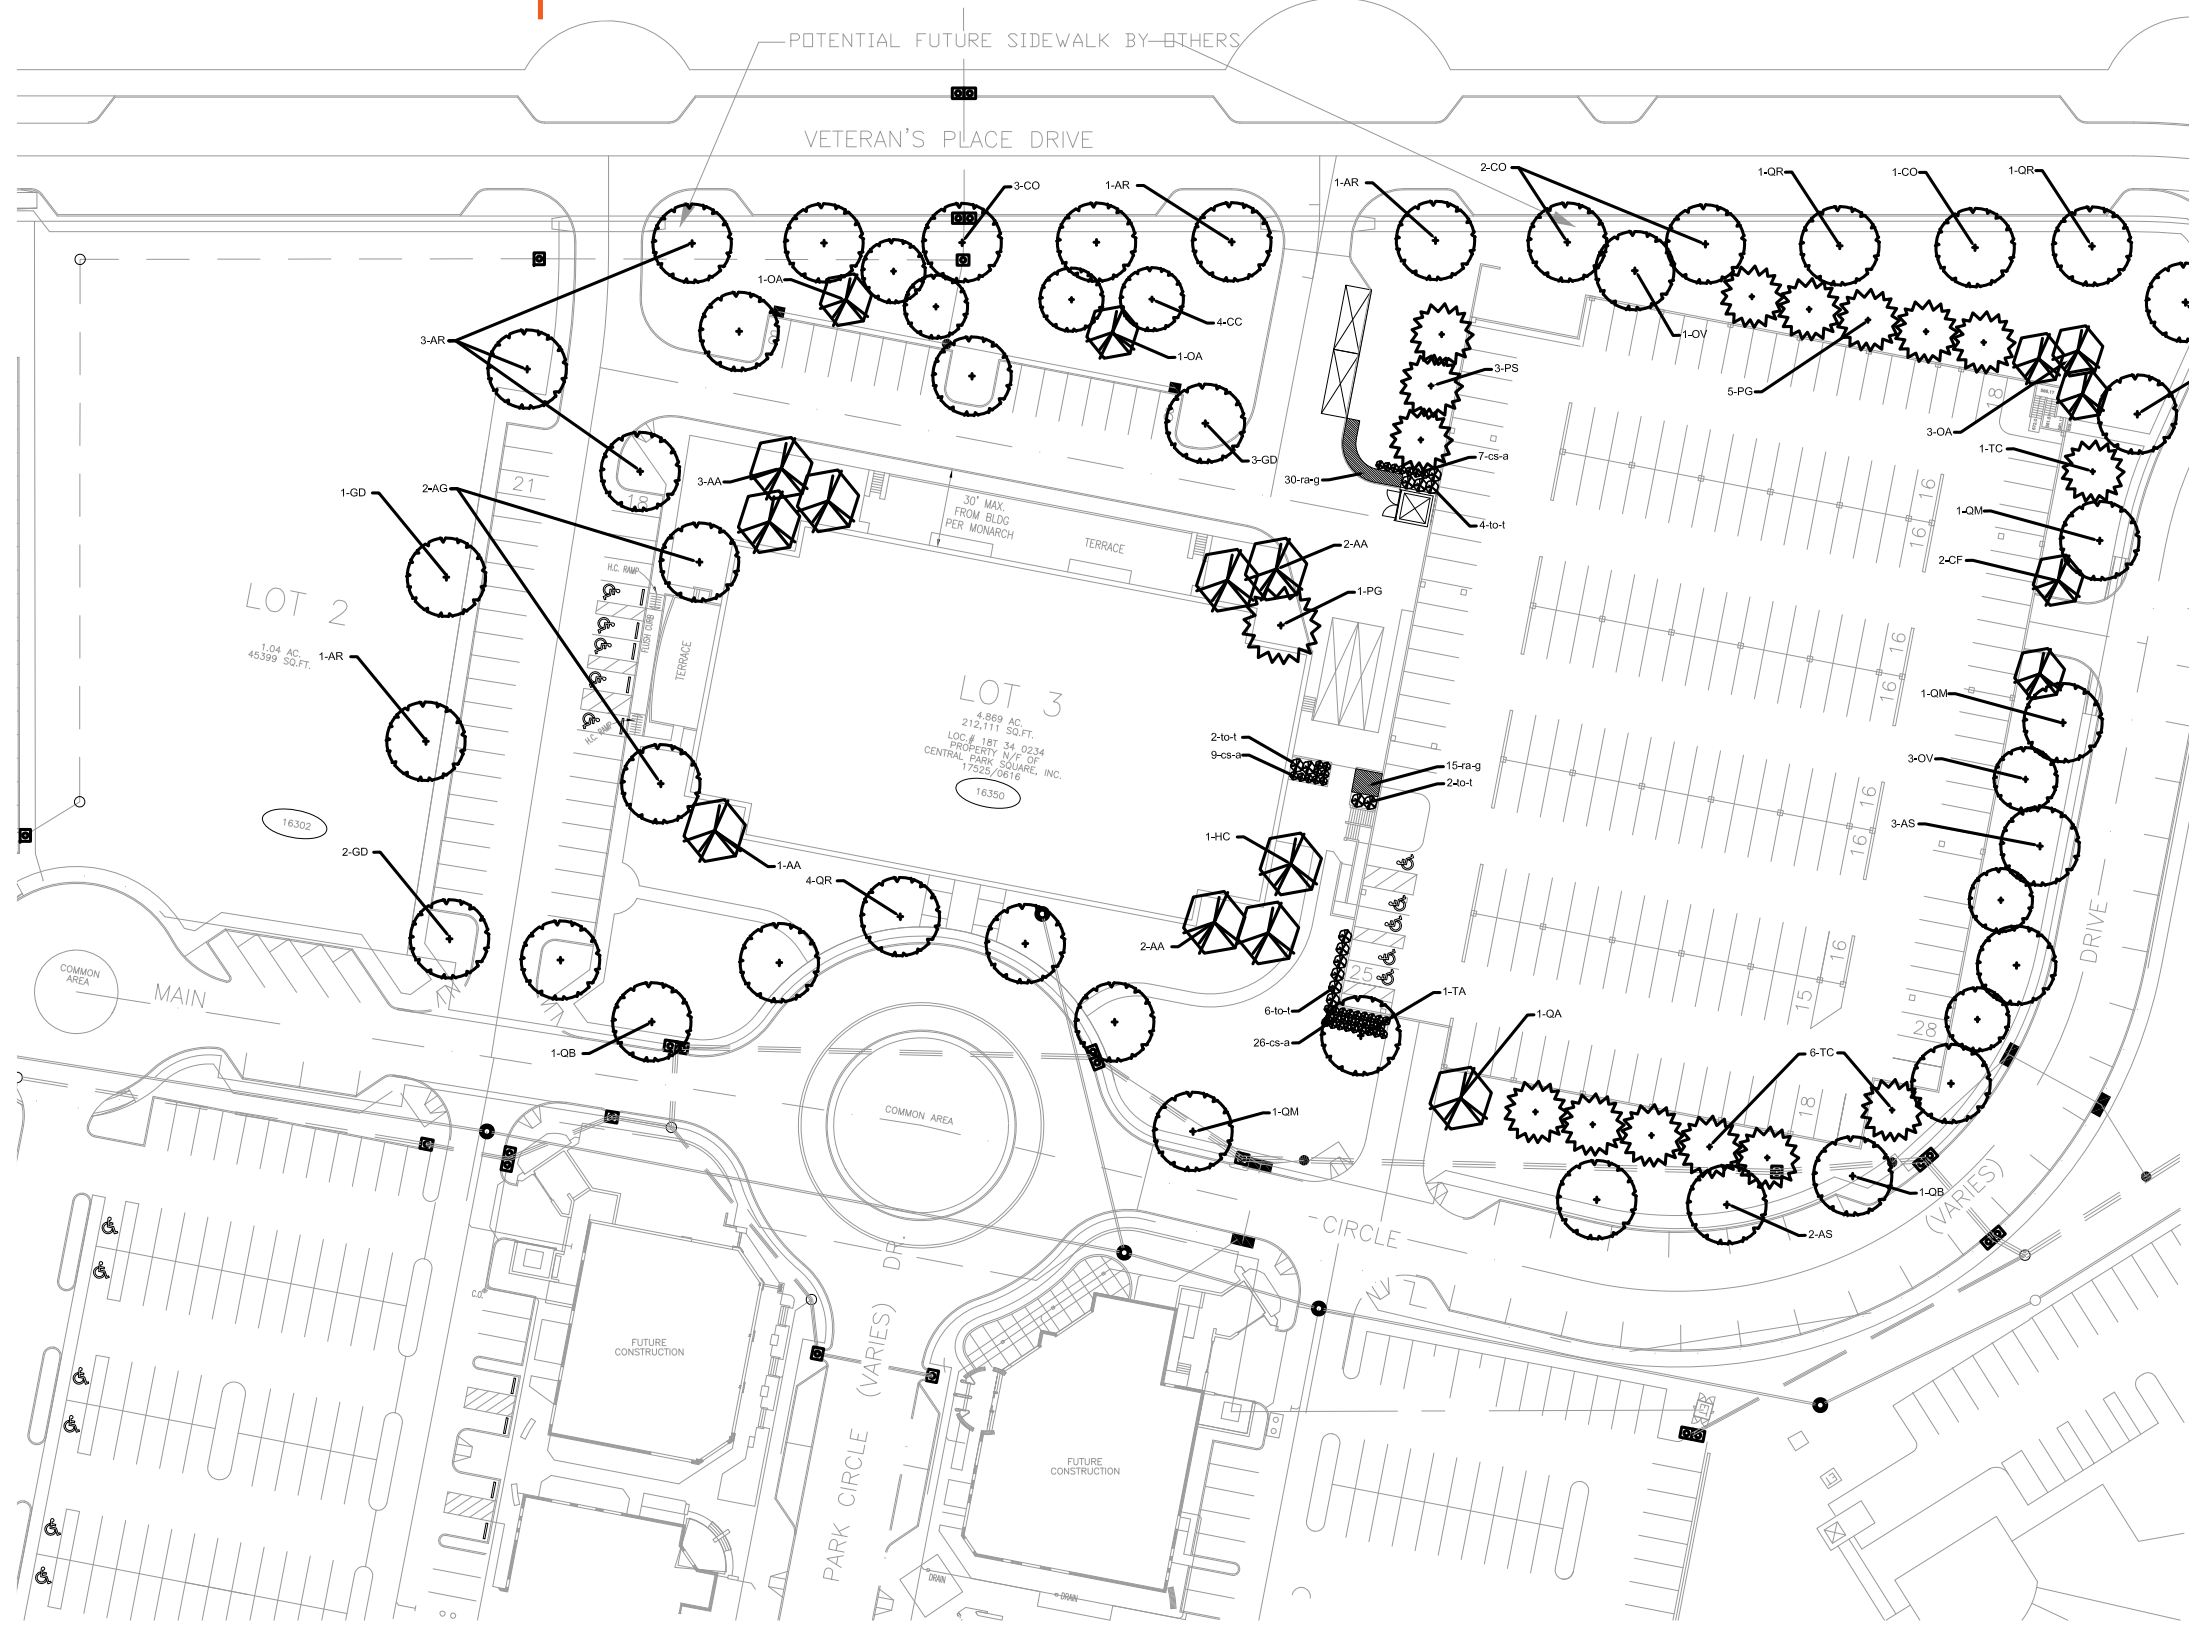 POTENTIAL FUTURE SIDEWALK BY OTHERS
VETERAN'S PLACE DRIVE
3-CO
1-AR
1-AR
2-CO
1-QR
1-CO
1-QR
1-OA
4-CC
1-OA
3-AR
1-OV
3-PS
5-PG
18
3-OA
1-TC
3-GD
7-cs-a
30-ra-g
4-to-t
1-QM
2-CF
16
16
3-AA
2-AG
1-GD
21
18
30' MAX.
FROM BLDG
PER MONARCH
TERRACE
2-AA
1-PG
H.C. RAMP
FLUSH CURB
TERRACE
H.C. RAMP
LOT 2
1.04 AC.
45399 SQ.FT.
1-AR
16302
16
16
LOT 3
4.869 AC.
212,111 SQ.FT.
LOC.# 18T 34 0234
PROPERTY N/F OF
CENTRAL PARK SQUARE, INC.
17525/0616
16350
2-to-t
9-cs-a
15-ra-g
2-to-t
1-QM
3-OV
3-AS
16
16
1-HC
2-GD
1-AA
4-QR
2-AA
25
16
15
28
DRIVE
COMMON
AREA
MAIN
1-QB
6-to-t
26-cs-a
1-TA
1-QA
6-TC
18
COMMON AREA
1-QM
1-QB
2-AS
CIRCLE
(VARIES)
C.O.
FUTURE
CONSTRUCTION
PARK CIRCLE (VARIES) DR.
FUTURE
CONSTRUCTION
ET
ET
DRAIN
DRAIN